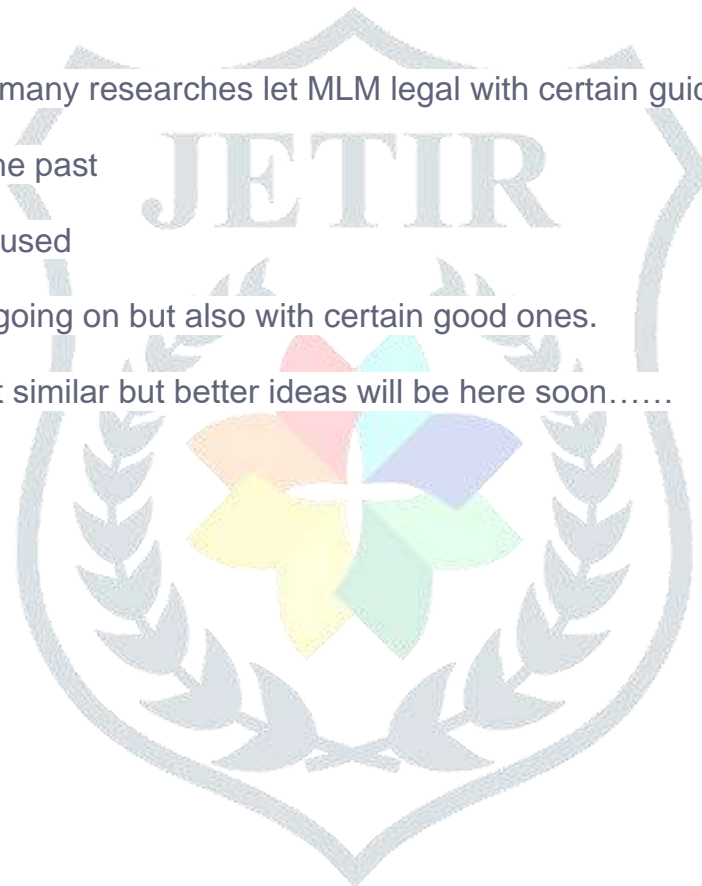 many researches let MLM legal with certain
JETIR
the past
used
going on but also with certain good ones.
similar but better ideas will be here soon……